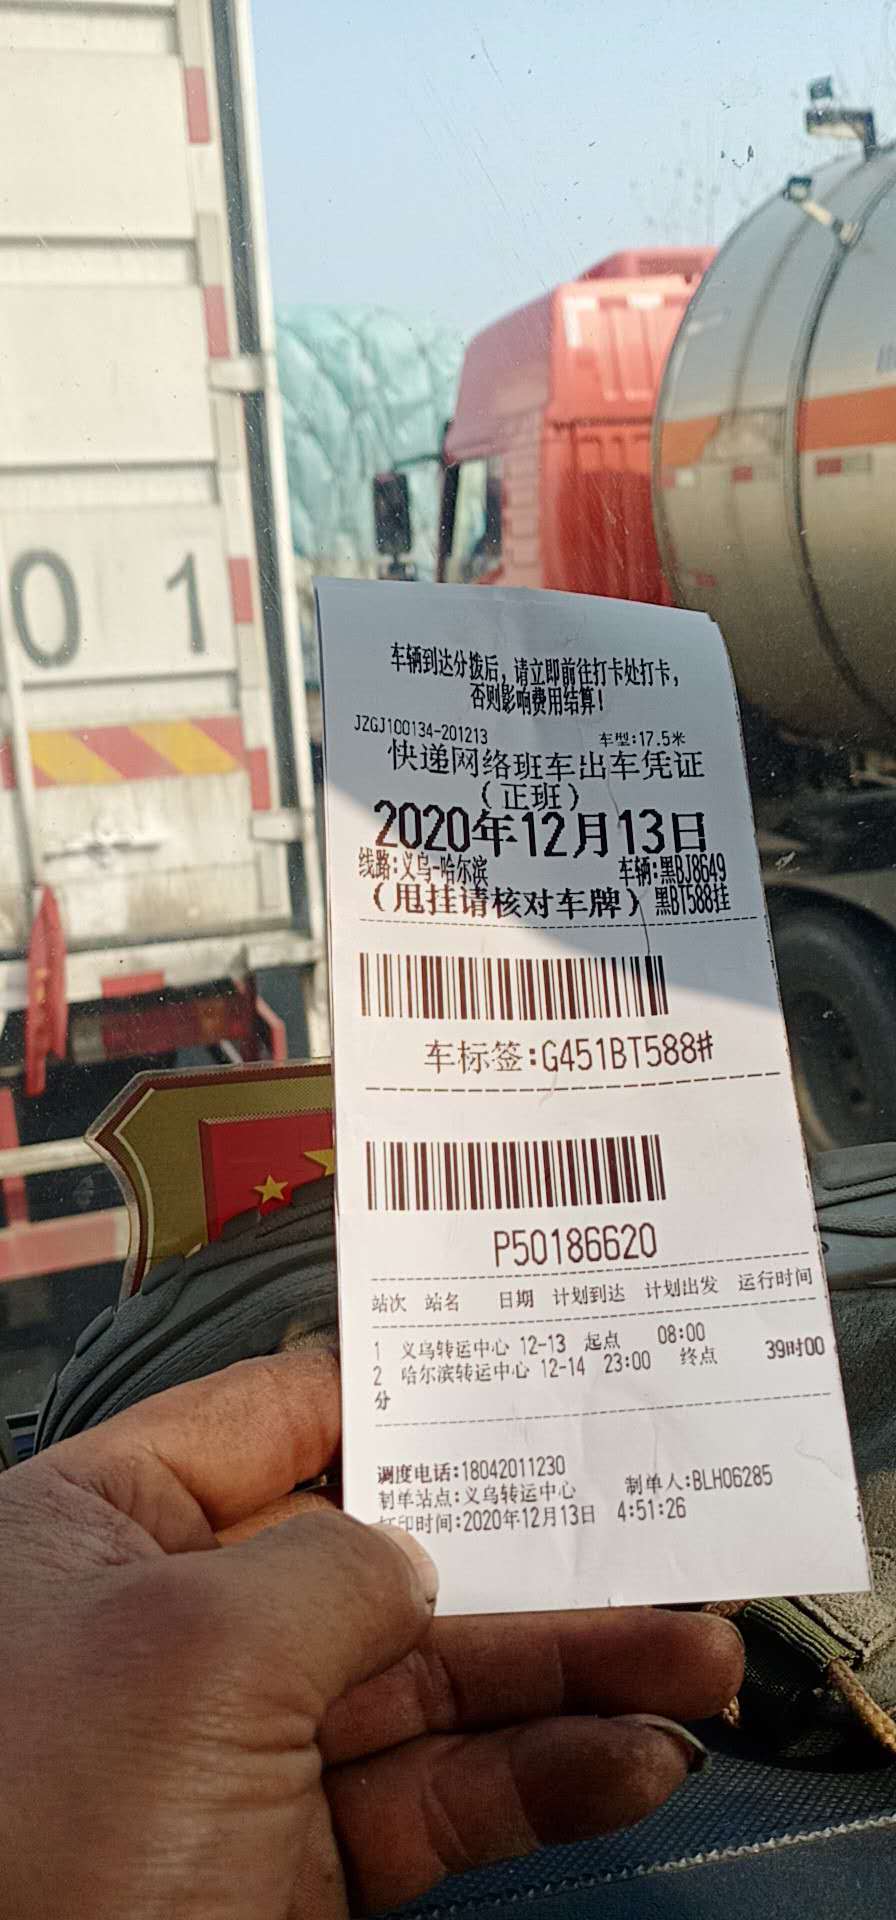 0 1
车辆到达分拨后，请立即前往打卡处打卡，
否则影响费用结算！
JZGJ100134-201213 车型:17.5米
快递网络班车出车凭证
（正班）
2020年12月13日
线路:义乌-哈尔滨 车辆:黑BJ8649
（甩挂请核对车牌） 黑BT588挂
车标签:G451BT588#
P50186620
站次 站名 日期 计划到达 计划出发 运行时间
1 义乌转运中心 12-13 起点 08:00
2 哈尔滨转运中心 12-14 23:00 终点 39时00
分
调度电话:18042011230
制单站点:义乌转运中心 制单人:BLH06285
打印时间:2020年12月13日 4:51:26